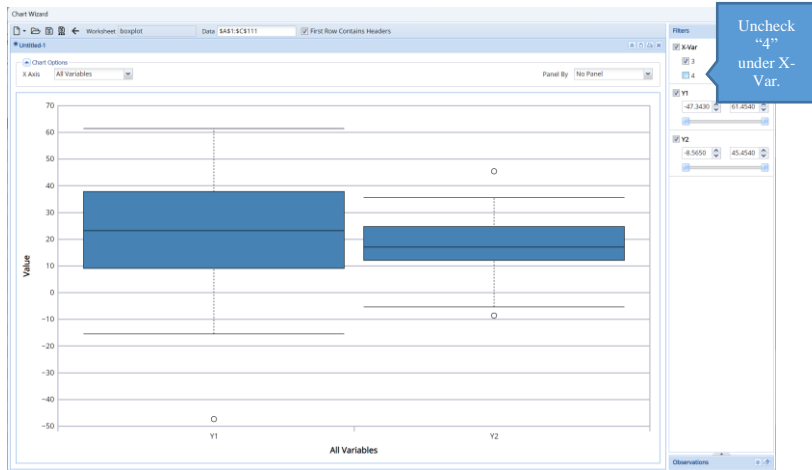 Chart Wizard
Worksheet boxplot Data $A$1:$C$111 First Row Contains Headers
*Untitled-1
Chart Options
X Axis All Variables Panel By No Panel
70
60
50
40
30
20
10
0
−10
−20
−30
−40
−50
Value
Y1 Y2
All Variables
Filters
X-Var
3
4
Y1
-47.3430 61.4540
Y2
-8.5650 45.4540
Observations
Uncheck
“4”
under X-
Var.